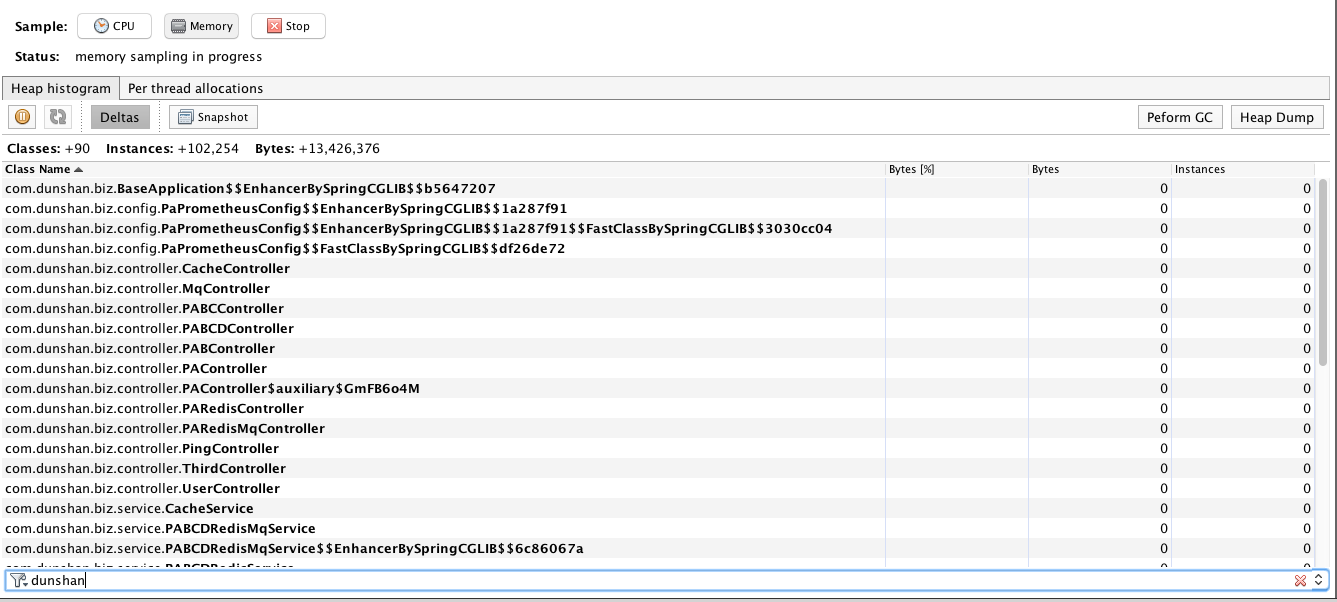 Sample: CPU Memory Stop
Status: memory sampling in progress
Heap histogram Per thread allocations
Deltas Snapshot Peform GC Heap Dump
Classes: +90 Instances: +102,254 Bytes: +13,426,376
Class Name Bytes [%] Bytes Instances
com.dunshan.biz.BaseApplication$$EnhancerBySpringCGLIB$$b5647207 0 0
com.dunshan.biz.config.PaPrometheusConfig$$EnhancerBySpringCGLIB$$1a287f91 0 0
com.dunshan.biz.config.PaPrometheusConfig$$EnhancerBySpringCGLIB$$1a287f91$$FastClassBySpringCGLIB$$3030cc04 0 0
com.dunshan.biz.config.PaPrometheusConfig$$FastClassBySpringCGLIB$$df26de72 0 0
com.dunshan.biz.controller.CacheController 0 0
com.dunshan.biz.controller.MqController 0 0
com.dunshan.biz.controller.PABCController 0 0
com.dunshan.biz.controller.PABCDController 0 0
com.dunshan.biz.controller.PABController 0 0
com.dunshan.biz.controller.PAController 0 0
com.dunshan.biz.controller.PAController$auxiliary$GmFB6o4M 0 0
com.dunshan.biz.controller.PARedisController 0 0
com.dunshan.biz.controller.PARedisMqController 0 0
com.dunshan.biz.controller.PingController 0 0
com.dunshan.biz.controller.ThirdController 0 0
com.dunshan.biz.controller.UserController 0 0
com.dunshan.biz.service.CacheService 0 0
com.dunshan.biz.service.PABCDRedisMqService 0 0
com.dunshan.biz.service.PABCDRedisMqService$$EnhancerBySpringCGLIB$$6c86067a 0 0
dunshan